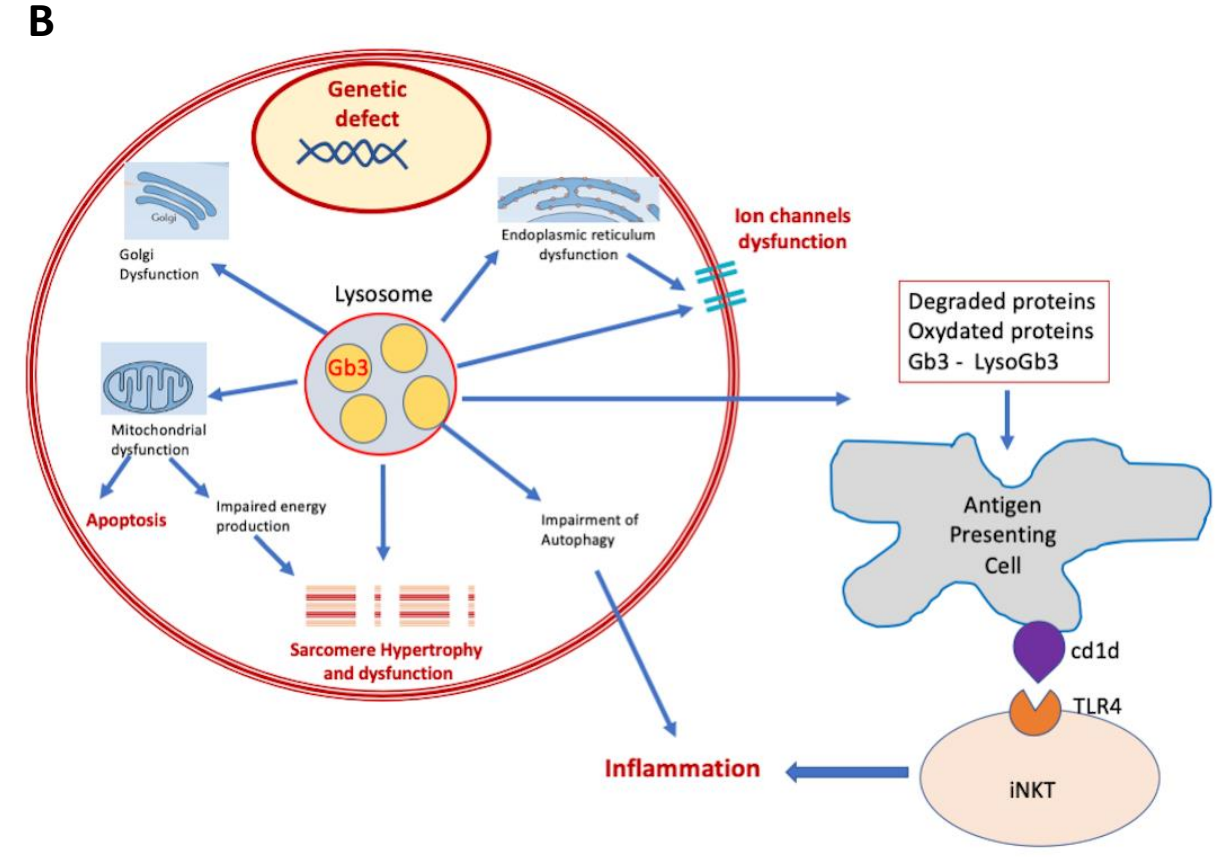 B
Genetic
defect
Golgi
Golgi
Dysfunction
Endoplasmic reticulum
dysfunction
Ion channels
dysfunction
Lysosome
Gb3
Degraded proteins
Oxydated proteins
Gb3 - LysoGb3
Mitochondrial
dysfunction
Apoptosis
Impaired energy
production
Impairment of
Autophagy
Antigen
Presenting
Cell
Sarcomere Hypertrophy
and dysfunction
cd1d
TLR4
Inflammation
iNKT